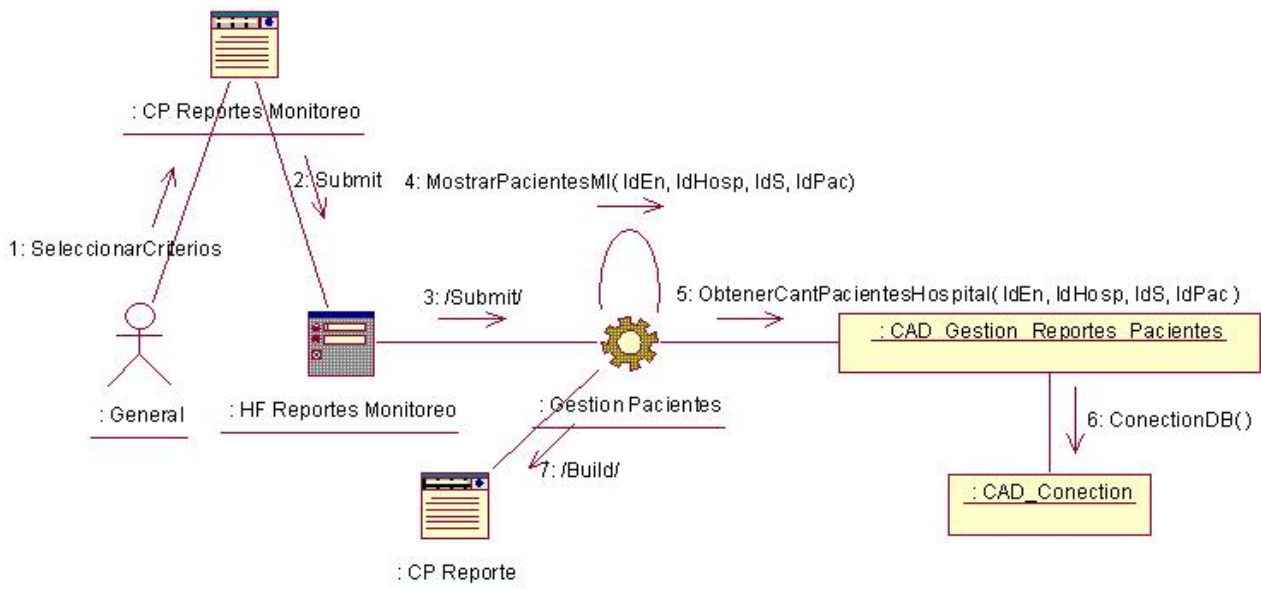 : CP Reportes Monitoreo
2: Submit
4: MostrarPacientesMI( IdEn, IdHosp, IdS, IdPac)
1: SeleccionarCriterios
3: /Submit/
5: ObtenerCantPacientesHospital( IdEn, IdHosp, IdS, IdPac )
: CAD_Gestion_Reportes_Pacientes
: General
: HF Reportes Monitoreo
: Gestion Pacientes
6: ConectionDB()
7: /Build/
: CAD_Conection
: CP Reporte